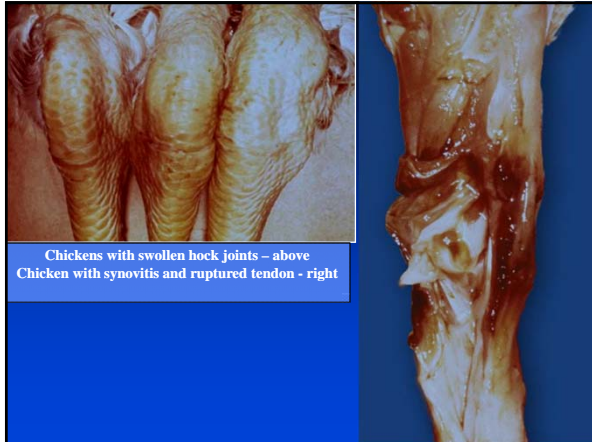 Chickens with swollen hock joints – above
Chicken with synovitis and ruptured tendon - right